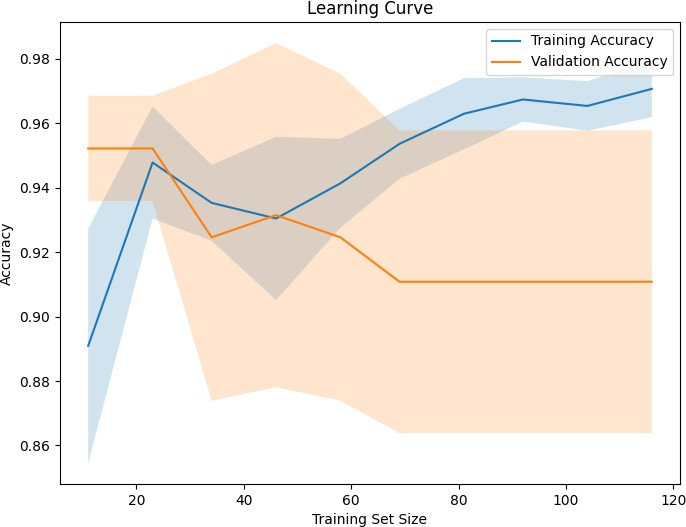 Learning Curve
Training Accuracy
Validation Accuracy
Accuracy
0.98
0.96
0.94
0.92
0.90
0.88
0.86
20 40 60 80 100 120
Training Set Size